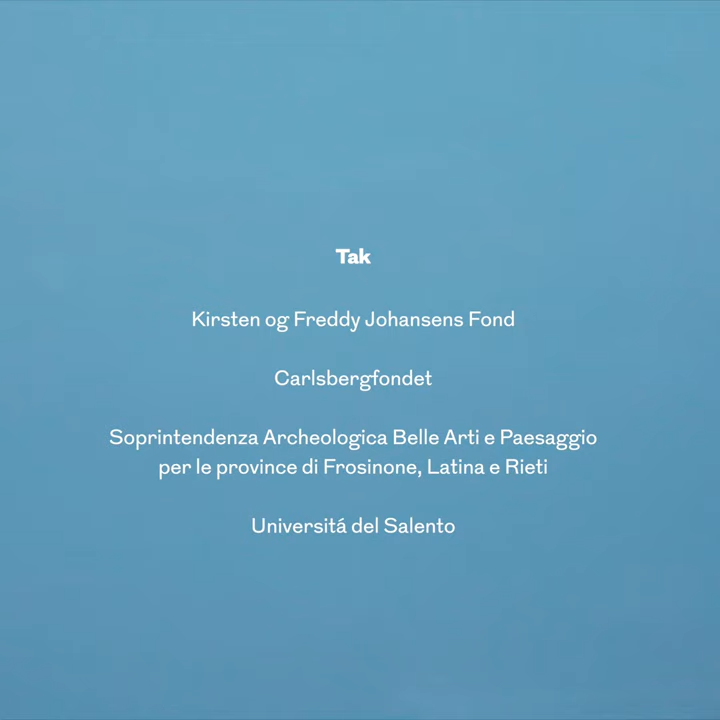 Tak
Kirsten og Freddy Johansens Fond
Carlsbergfondet
Soprintendenza Archeologica Belle Arti e Paesaggio
per le province di Frosinone, Latina e Rieti
Universitá del Salento